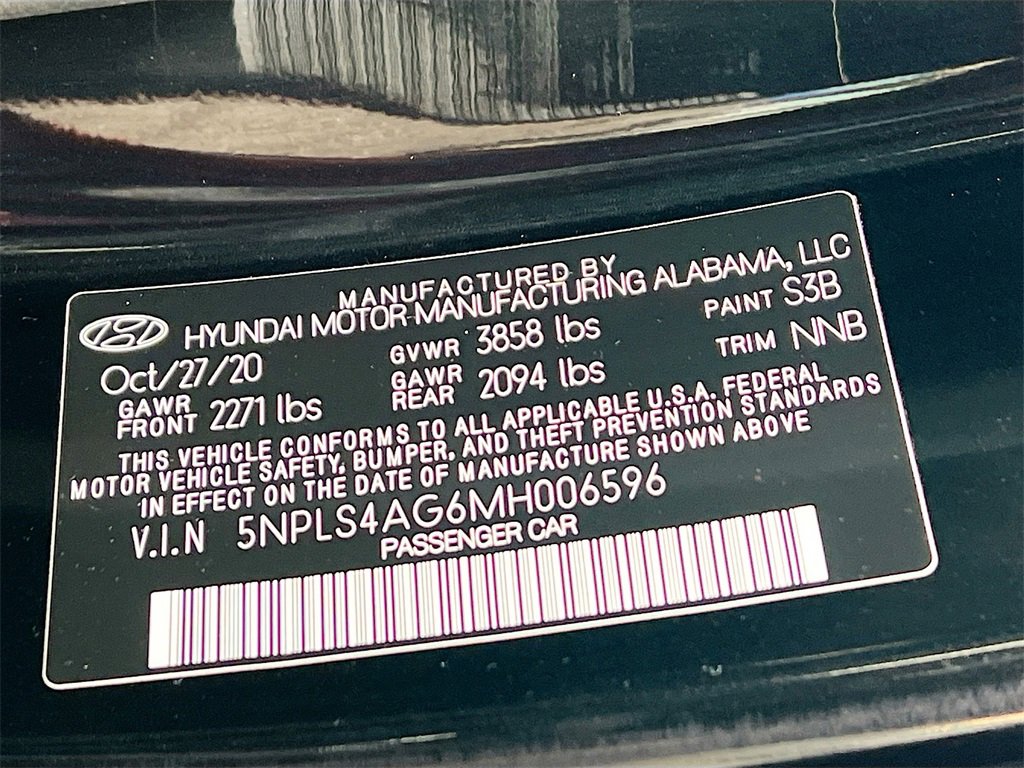 MANUFACTURED BY
HYUNDAI MOTOR MANUFACTURING ALABAMA, LLC
Oct/27/20 GVWR 3858 lbs PAINT S3B
GAWR FRONT 2271 lbs GAWR REAR 2094 lbs TRIM NNB
THIS VEHICLE CONFORMS TO ALL APPLICABLE U.S.A. FEDERAL
MOTOR VEHICLE SAFETY, BUMPER, AND THEFT PREVENTION STANDARDS
IN EFFECT ON THE DATE OF MANUFACTURE SHOWN ABOVE
V.I.N 5NPLS4AG6MH006596
PASSENGER CAR